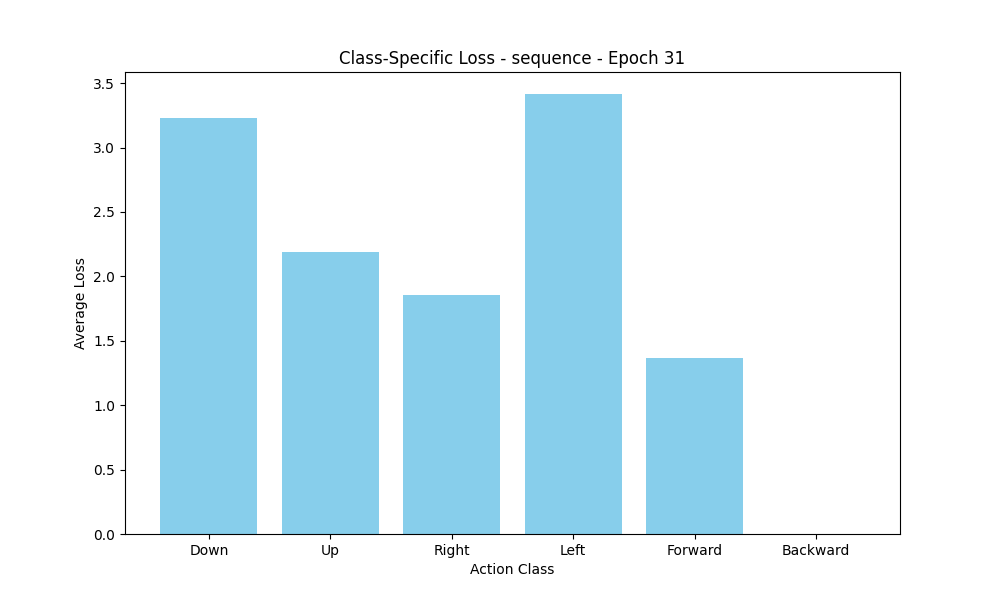 Class-Specific Loss - sequence - Epoch 31
3.5
3.0
2.5
2.0
1.5
1.0
0.5
0.0
Average Loss
Down Up Right Left Forward Backward
Action Class